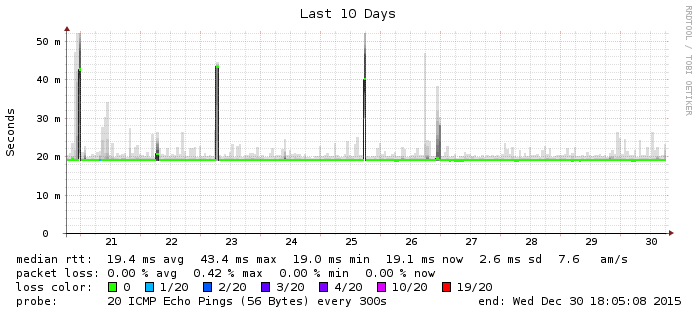 Last 10 Days
RRDTOOL / TOBI OETIKER
Seconds
50 m
40 m
30 m
20 m
10 m
0
21 22 23 24 25 26 27 28 29 30
median rtt: 19.4 ms avg 43.4 ms max 19.0 ms min 19.1 ms now 2.6 ms sd 7.6 am/s
packet loss: 0.00 % avg 0.42 % max 0.00 % min 0.00 % now
loss color: 0 1/20 2/20 3/20 4/20 10/20 19/20
probe: 20 ICMP Echo Pings (56 Bytes) every 300s end: Wed Dec 30 18:05:08 2015